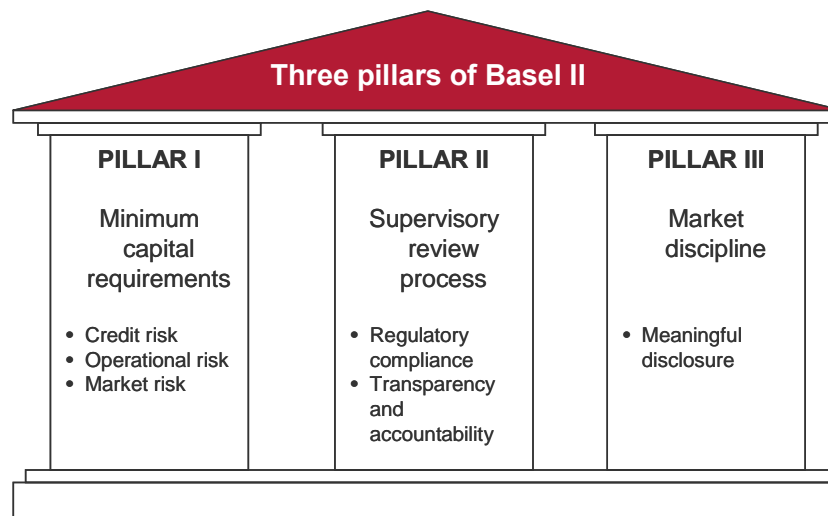 Three pillars of Basel II
PILLAR I
Minimum
capital
requirements
• Credit risk
• Operational risk
• Market risk
PILLAR II
Supervisory
review
process
• Regulatory
compliance
• Transparency
and
accountability
PILLAR III
Market
discipline
• Meaningful
disclosure